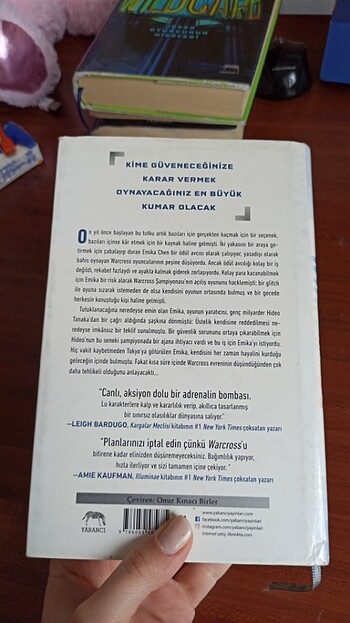 WILDCARD
KİME GÜVENECEĞİNİZE
KARAR VERMEK
OYNAYACAĞINIZ EN BÜYÜK
KUMAR OLACAK
On yıl önce başlayan bu tutku artık bazıları için gerçekten kaçmak için bir seçenek,
bazıları içinse kâr etmek için bir kaynak haline gelmişti. İki yakasını bir araya ge-
tirmek için çabalayıp duran Emika Chen bir ödül avcısı olarak çalışıyor, yasadışı olarak
bahis oynayan Warcross oyuncularının peşine düşüyordu. Ancak ödül avcılığı kolay bir iş
değildi, rekabet fazlaydı ve ayakta kalmak giderek zorlaşıyordu. Kolay para kazanabilmek
için Emika bir risk alarak Warcross Şampiyonası'nın açılış oyununu hacklemişti; bir glitch
ile oyuna sızarak istemeden de olsa kendisini oyunun ortasında bulmuş ve bir gecede
herkesin konuştuğu kişi haline gelmişti.
Tutuklanacağına neredeyse emin olan Emika, oyunun yaratıcısı, genç milyarder Hideo
Tanaka'dan bir çağrı aldığında şaşkına dönmüştü: Üstelik kendisine reddedilmesi ne-
redeyse imkânsız bir teklif sunulmuştu. Bir güvenlik sorununu ortaya çıkarabilmek için
Hideo'nun bu seneki şampiyonada bir ajana ihtiyacı vardı ve bu iş için Emika'yı istiyordu.
Hiç vakit kaybetmeden Tokyo'ya götürülen Emika, kendisini her zaman hayalini kurduğu
geleceğin içinde bulmuştu. Fakat kısa süre içinde Warcross evreninin düşündüğünden çok
daha tehlikeli olduğunu anlayacaktı...
"Canlı, aksiyon dolu bir adrenalin bombası.
Lu karakterlere kalp ve kararlılık verip, akıllıca tasarlanmış
bir sınırsız olasılıklar dünyasına salıyor."
—LEIGH BARDUGO, Kargalar Meclisi kitabının #1 New York Times çoksatan yazarı
"Planlarınızı iptal edin çünkü Warcross'u
bitirene kadar elinizden düşüremeyeceksiniz. Bağımlılık yapıyor,
hızla ilerliyor ve sizi tamamen içine çekiyor."
—AMIE KAUFMAN, Illuminae kitabının #1 New York Times çoksatan yazarı
Çeviren: Onur Kınacı Birler
YABANCI
www.yabanciyayinlari.com
facebook.com/yabanciyayinlari
instagram.com/yabanciyayinlari
internet satış: ilknokta.com